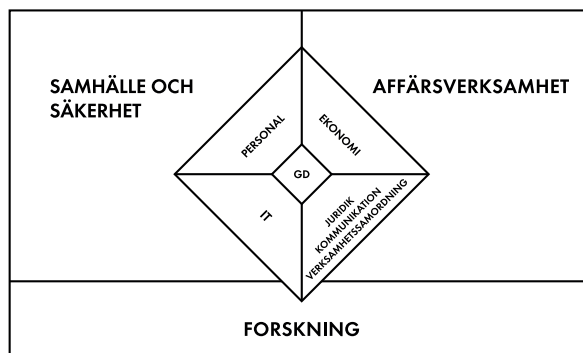 SAMHÄLLE OCH
SÄKERHET
AFFÄRSVERKSAMHET
PERSONAL
EKONOMI
GD
IT
JURIDIK
KOMMUNIKATION
VERKSAMHETSSAMORDNING
FORSKNING